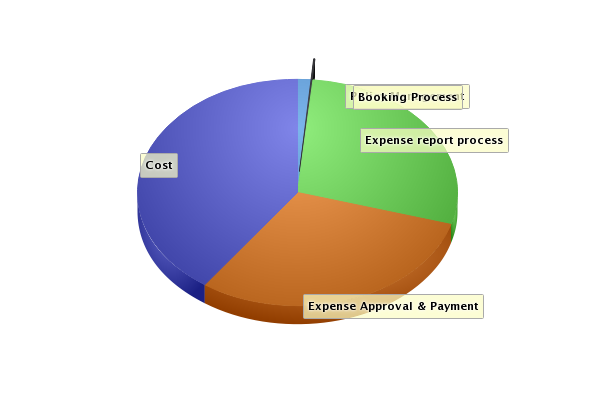 Booking Process
Expense report process
Cost
Expense Approval & Payment